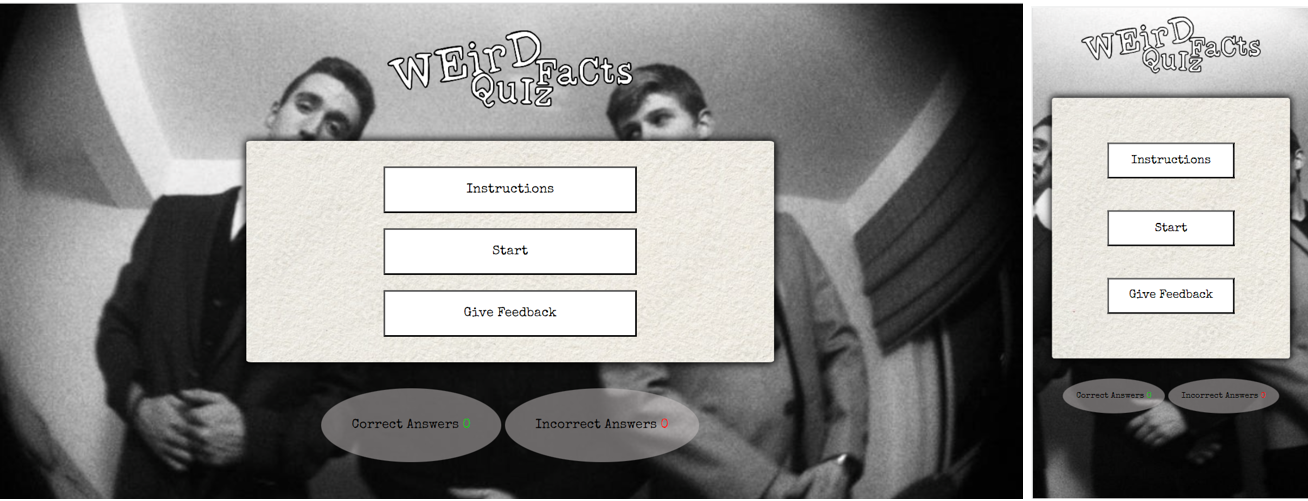 WEirD
QuIz FaCts
Instructions
Start
Give Feedback
Correct Answers 0
Incorrect Answers 0
WEirD
QuIz FaCts
Instructions
Start
Give Feedback
Correct Answers 0
Incorrect Answers 0